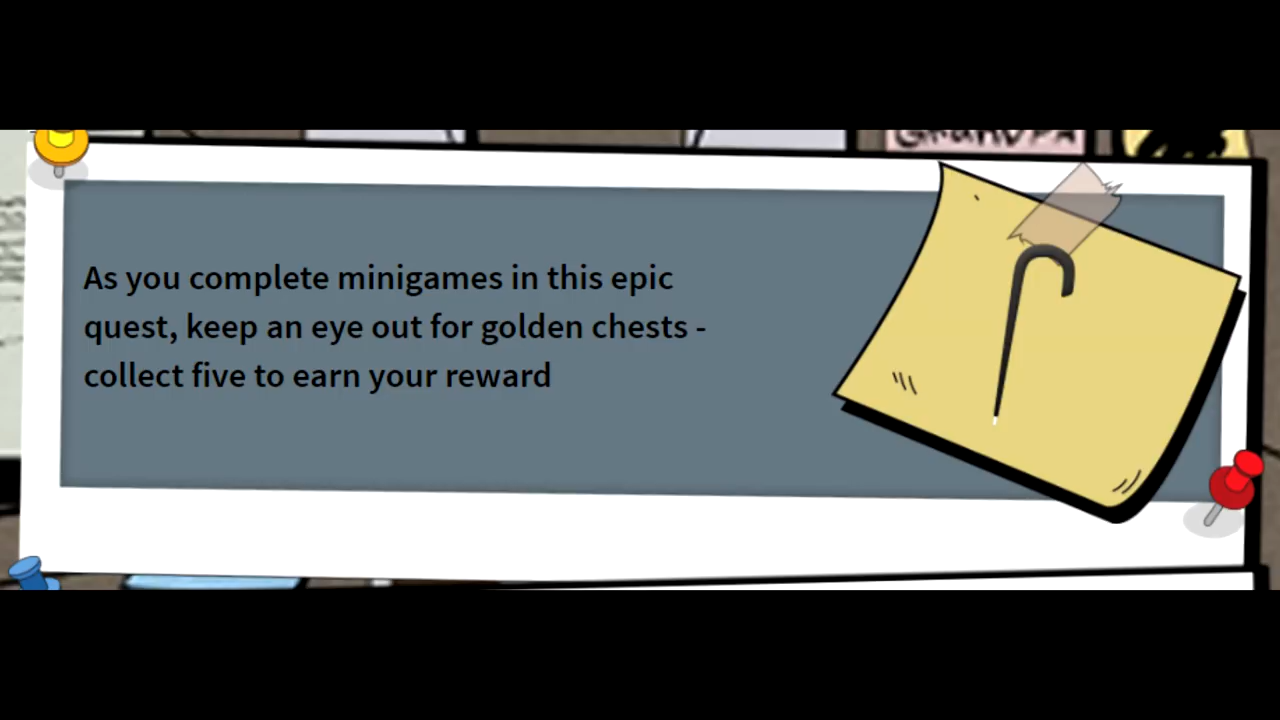 GrandPA
As you complete minigames in this epic
quest, keep an eye out for golden chests -
collect five to earn your reward